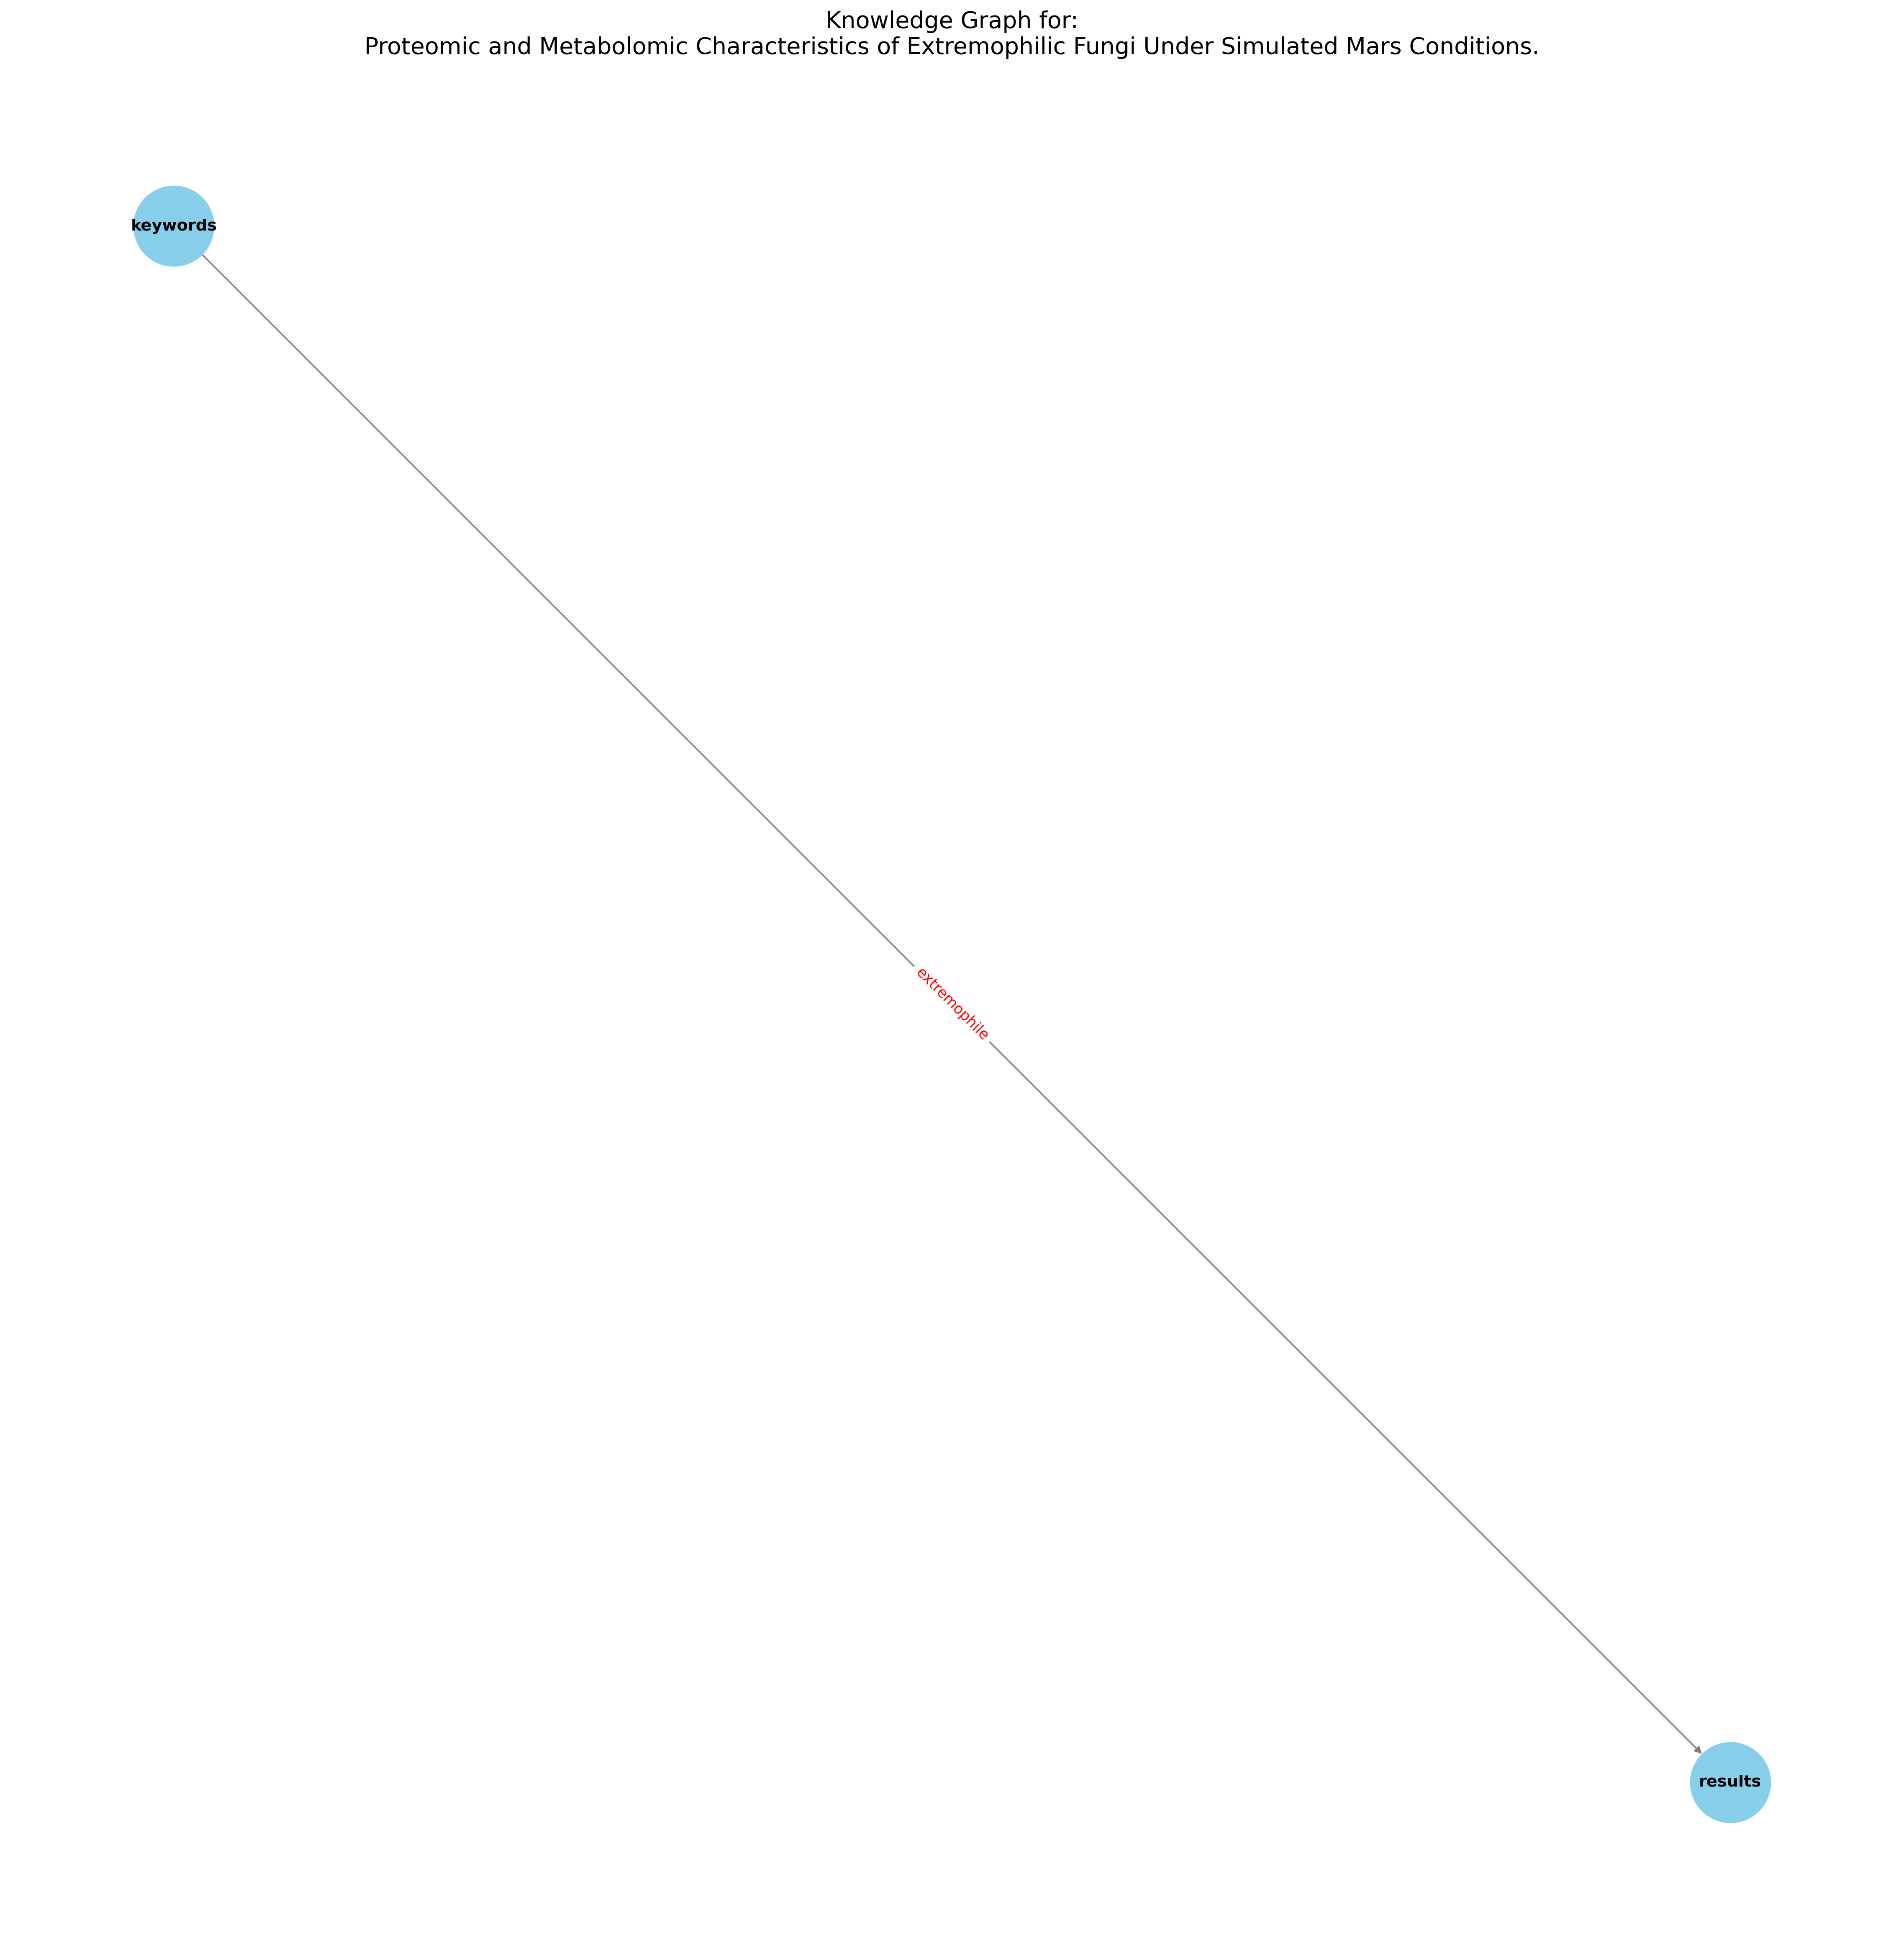 Knowledge Graph for:
Proteomic and Metabolomic Characteristics of Extremophilic Fungi Under Simulated Mars Conditions.
keywords
extremophile
results